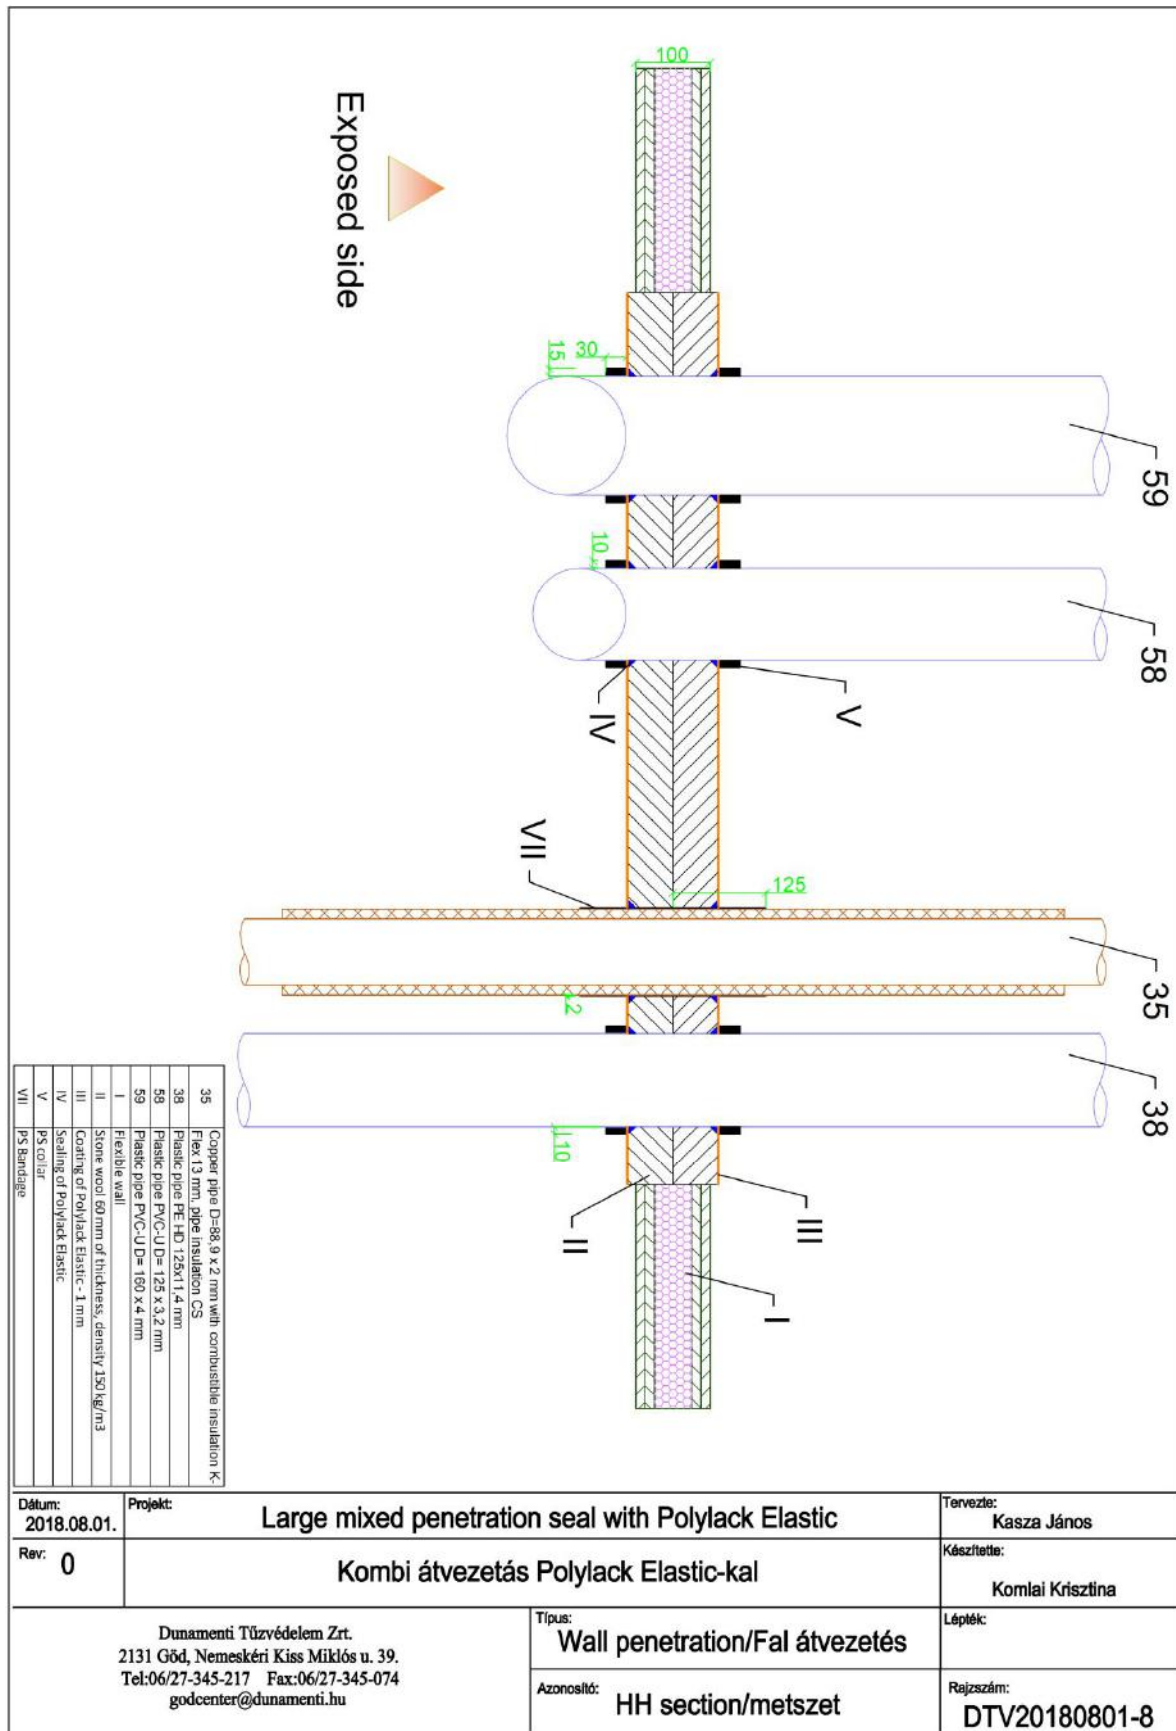 100
Exposed side
15
30
59
10
58
V
IV
VII
125
35
2
38
10
III
II
I
35 Copper pipe D=88,9 x 2 mm with combustible insulation K-
Flex 13 mm, pipe insulation CS
38 Plastic pipe PE HD 125x11,4 mm
58 Plastic pipe PVC-U D= 125 x 3,2 mm
59 Plastic pipe PVC-U D= 160 x 4 mm
I Flexible wall
II Stone wool 60 mm of thickness, density 150 kg/m3
III Coating of Polylack Elastic - 1 mm
IV Sealing of Polylack Elastic
V PS collar
VII PS Bandage
Dátum:
2018.08.01.
Projekt:
Large mixed penetration seal with Polylack Elastic
Tervezte:
Kasza János
Rev: 0
Kombi átvezetás Polylack Elastic-kal
Készítette:
Komlai Krisztina
Dunamenti Tűzvédelem Zrt.
2131 Göd, Nemeskéri Kiss Miklós u. 39.
Tel:06/27-345-217 Fax:06/27-345-074
godcenter@dunamenti.hu
Típus:
Wall penetration/Fal átvezetés
Lépték:
Azonosító:
HH section/metszet
Rajzszám:
DTV20180801-8